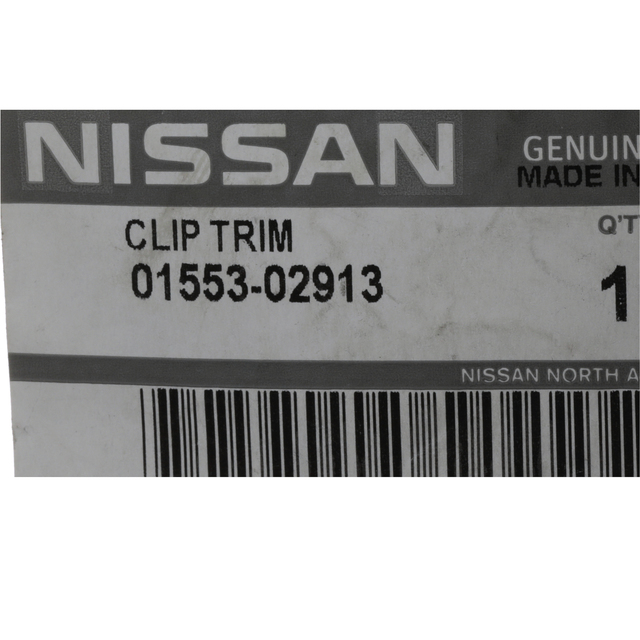 NISSAN
GENUIN
MADE IN
CLIP TRIM
Q'T
01553-02913
1
NISSAN NORTH A